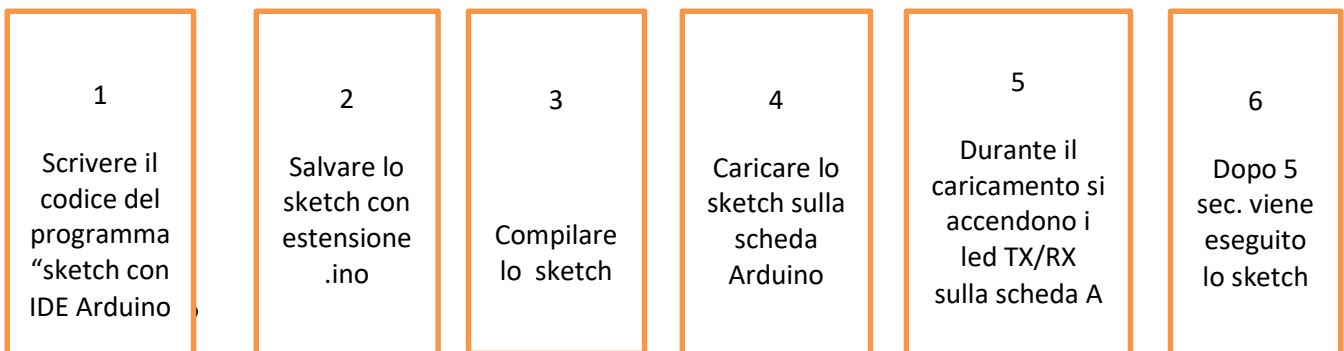 1
Scrivere il
codice del
programma
“sketch con
IDE Arduino
2
Salvare lo
sketch con
estensione
.ino
3
Compilare
lo sketch
4
Caricare lo
sketch sulla
scheda
Arduino
5
Durante il
caricamento si
accendono i
led TX/RX
sulla scheda A
6
Dopo 5
sec. viene
eseguito
lo sketch